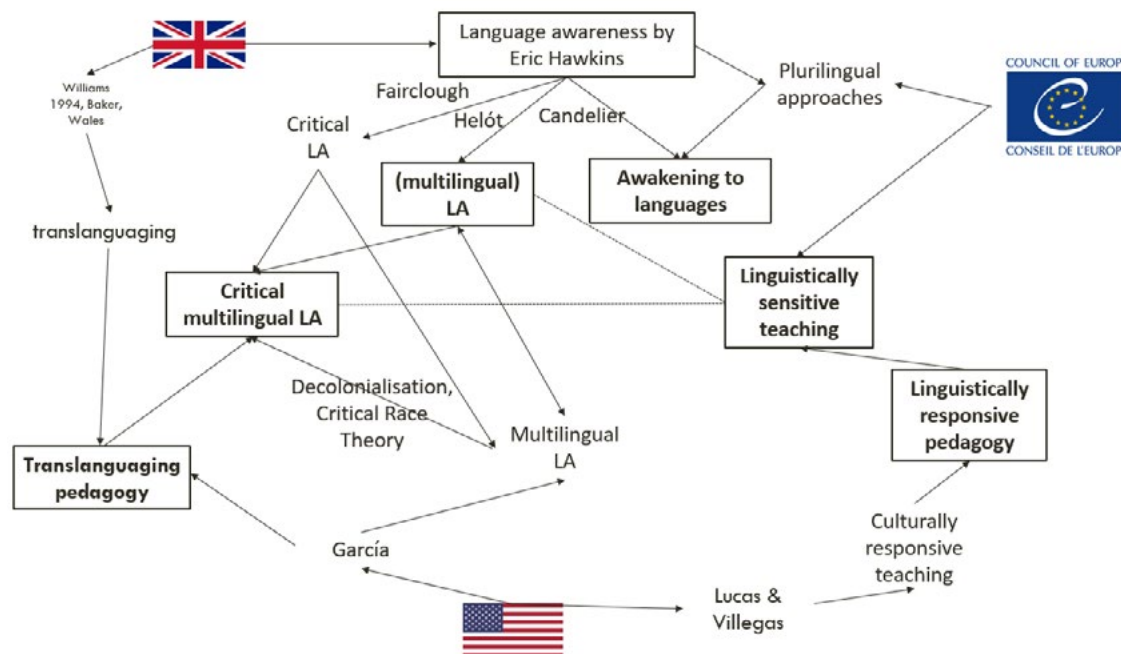 Language awareness by
Eric Hawkins
COUNCIL OF EUROPE
CONSEIL DE L'EUROPE
Williams
1994, Baker,
Wales
Fairclough
Helót
Candelier
Plurilingual
approaches
Critical
LA
(multilingual)
LA
Awakening to
languages
translanguaging
Critical
multilingual LA
Linguistically
sensitive
teaching
Decolonialisation,
Critical Race
Theory
Multilingual
LA
Linguistically
responsive
pedagogy
Translanguaging
pedagogy
García
Culturally
responsive
teaching
Lucas &
Villegas